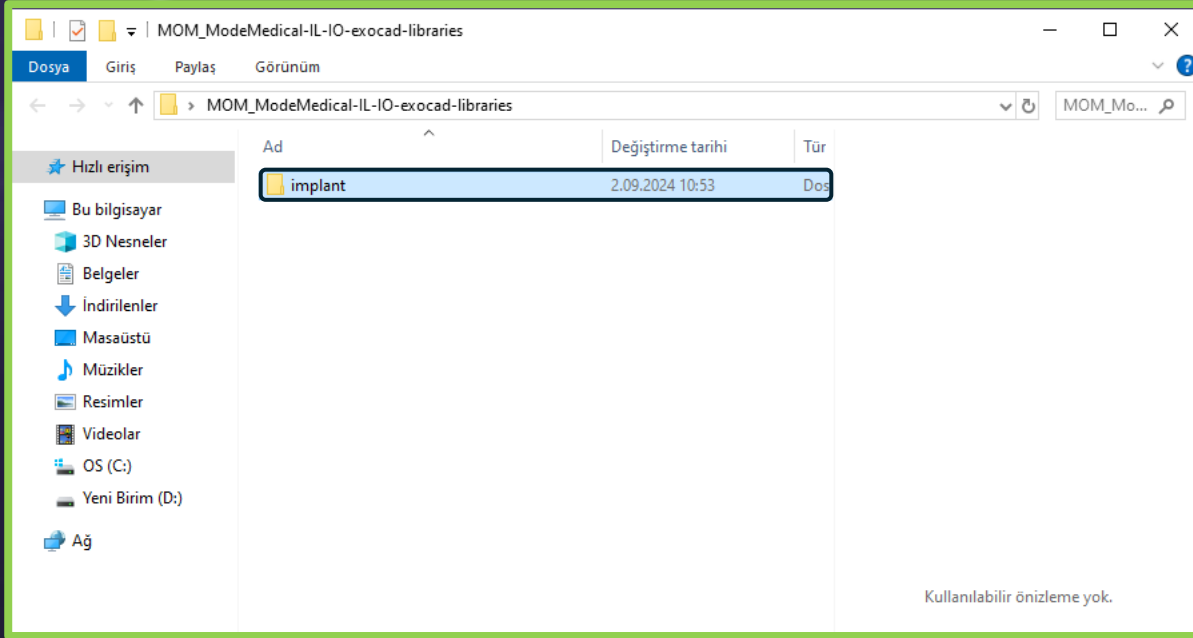 MOM_ModeMedical-IL-IO-exocad-libraries
Dosya Giriş Paylaş Görünüm
MOM_ModeMedical-IL-IO-exocad-libraries MOM_Mo...
Ad Değiştirme tarihi Tür
Hızlı erişim
implant 2.09.2024 10:53 Dos
Bu bilgisayar
3D Nesneler
Belgeler
İndirilenler
Masaüstü
Müzikler
Resimler
Videolar
OS (C:)
Yeni Birim (D:)
Ağ
Kullanılabilir önizleme yok.